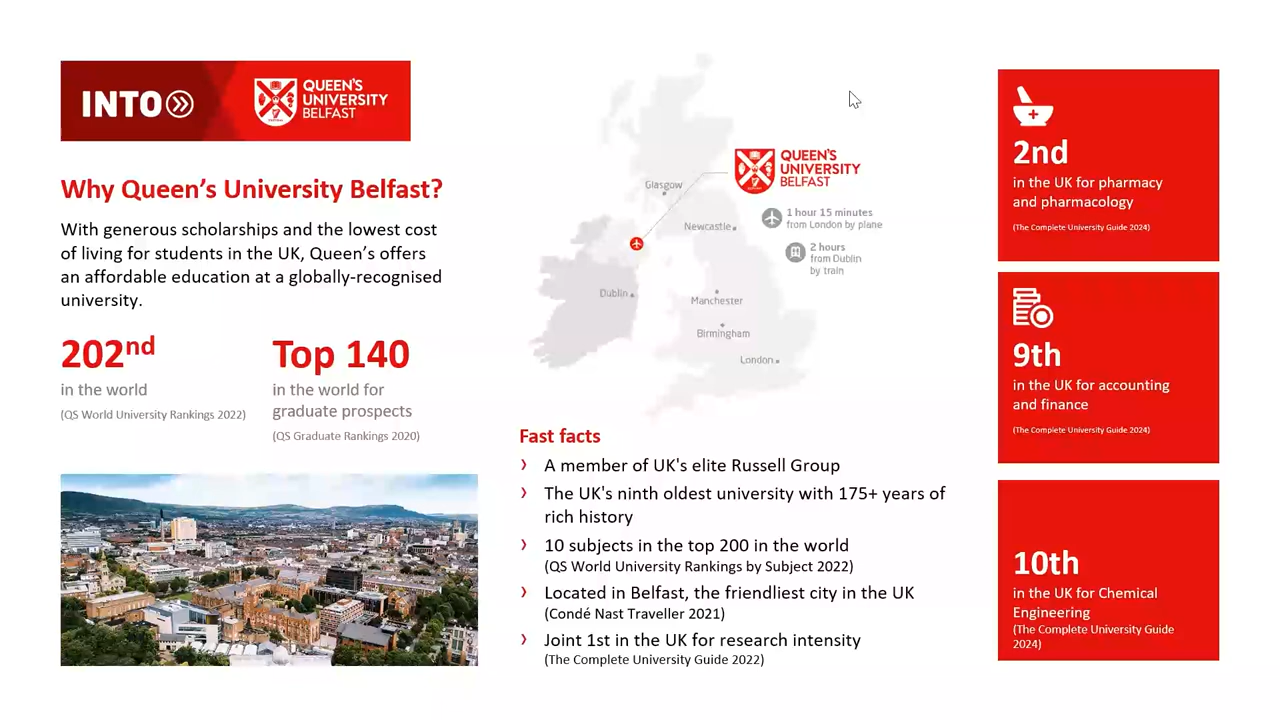 INTO
QUEEN'S
UNIVERSITY
BELFAST
Why Queen's University Belfast?
With generous scholarships and the lowest cost
of living for students in the UK, Queen's offers
an affordable education at a globally-recognised
university.
202nd
in the world
(QS World University Rankings 2022)
Top 140
in the world for
graduate prospects
(QS Graduate Rankings 2020)
QUEEN'S
UNIVERSITY
BELFAST
1 hour 15 minutes
from London by plane
2 hours
from Dublin
by train
Glasgow
Newcastle
Dublin
Manchester
Birmingham
London
Fast facts
A member of UK's elite Russell Group
The UK's ninth oldest university with 175+ years of
rich history
10 subjects in the top 200 in the world
(QS World University Rankings by Subject 2022)
Located in Belfast, the friendliest city in the UK
(Condé Nast Traveller 2021)
Joint 1st in the UK for research intensity
(The Complete University Guide 2022)
2nd
in the UK for pharmacy
and pharmacology
(The Complete University Guide 2024)
9th
in the UK for accounting
and finance
(The Complete University Guide 2024)
10th
in the UK for Chemical
Engineering
(The Complete University Guide
2024)